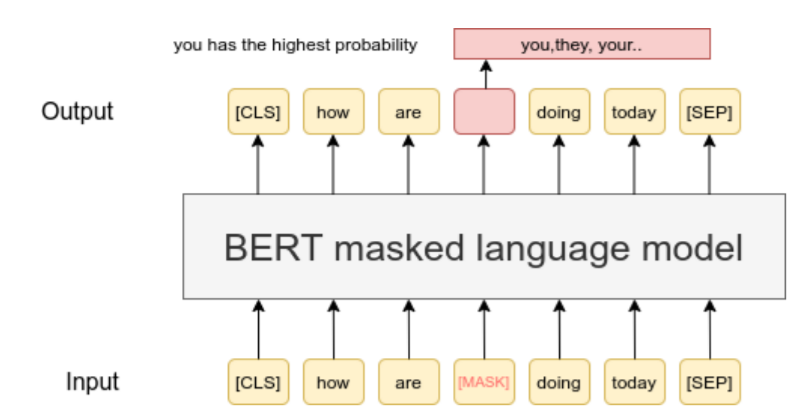 you has the highest probability you,they, your..
Output [CLS] how are doing today [SEP]
BERT masked language model
Input [CLS] how are [MASK] doing today [SEP]